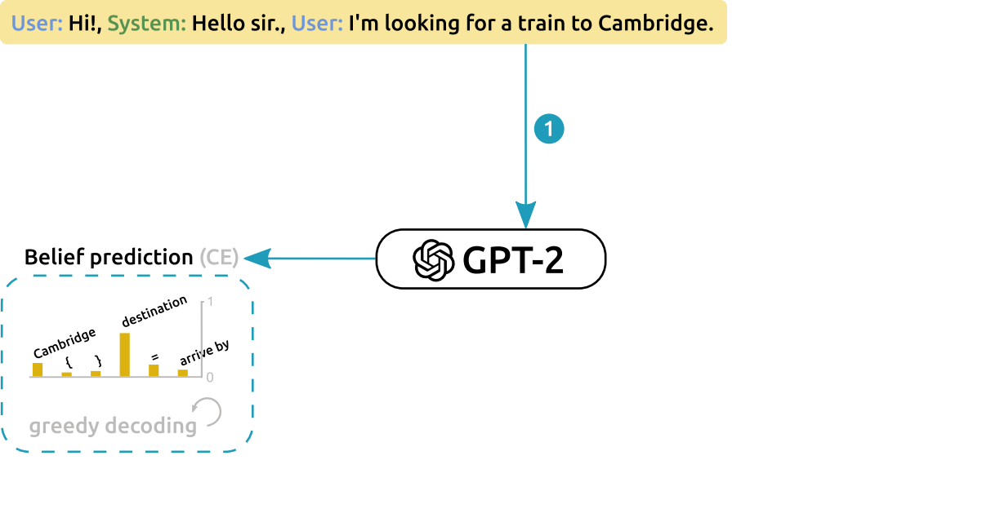 User: Hi!, System: Hello sir., User: I'm looking for a train to Cambridge.
1
GPT-2
Belief prediction (CE)
1
destination
Cambridge
{
}
=
arrive by
0
greedy decoding